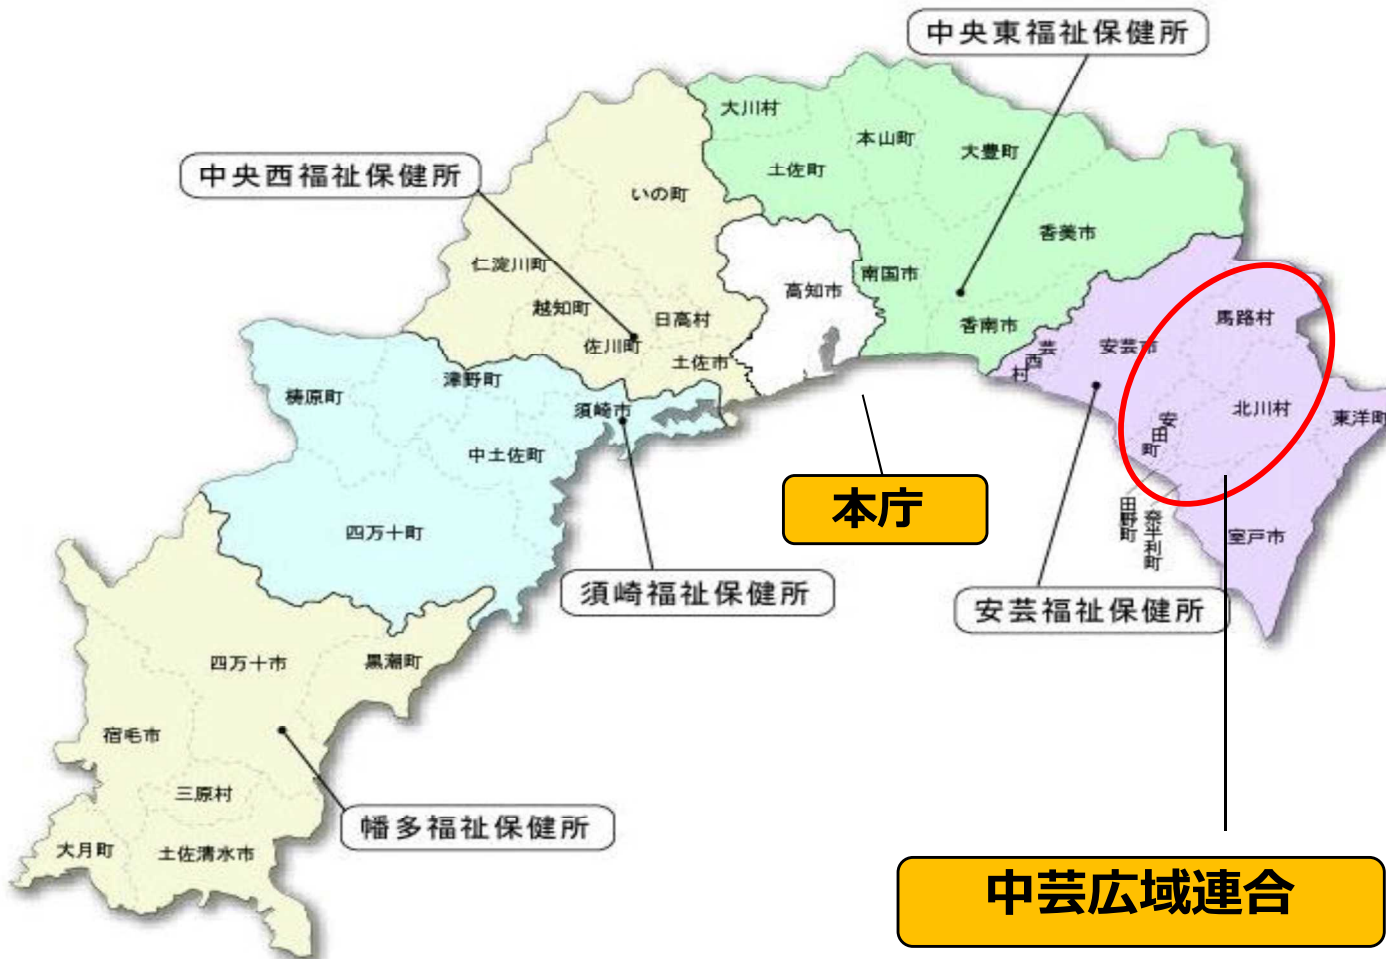 中央東福祉保健所
大川村
本山町
大豊町
土佐町
中央西福祉保健所
いの町
香美市
仁淀川町
南国市
高知市
越知町
日高村
香南市
馬路村
佐川町
土佐市
芸西村
安芸市
津野町
梼原町
須崎市
北川村
東洋町
安田町
中土佐町
本庁
田野町
奈半利町
四万十町
室戸市
須崎福祉保健所
安芸福祉保健所
四万十市
黒潮町
宿毛市
三原村
幡多福祉保健所
大月町
土佐清水市
中芸広域連合